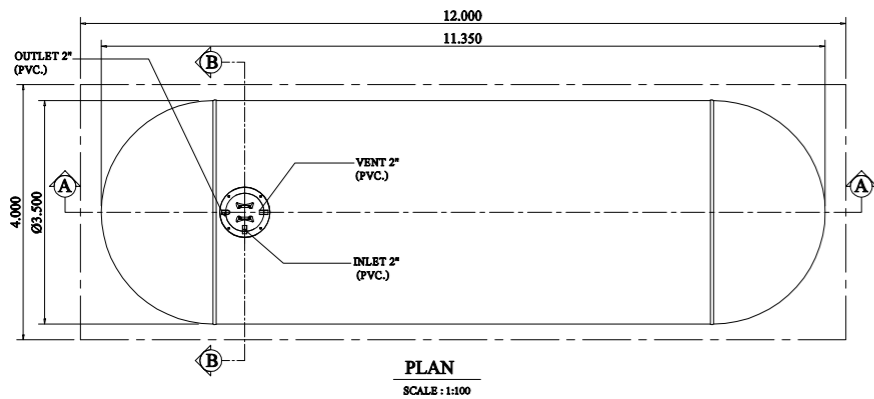 12.000
11.350
OUTLET 2"
(PVC.)
B
VENT 2"
(PVC.)
A
A
4.000
Ø3.500
INLET 2"
(PVC.)
B
PLAN
SCALE : 1:100